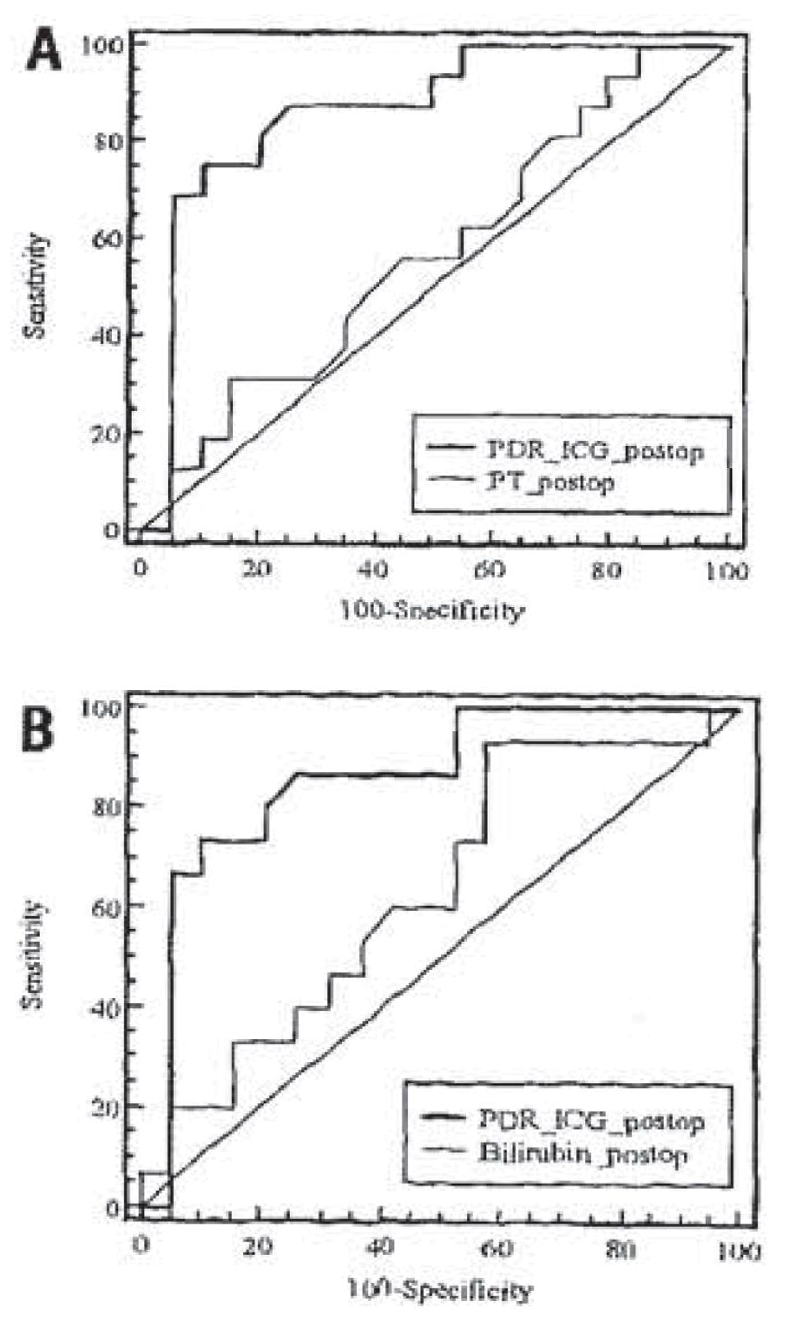 A
100
80
60
40
20
0
Sensitivity
PDR_ICG_postop
PT_postop
0 20 40 60 80 100
100-Specificity
B
100
80
60
40
20
0
Sensitivity
PDR_ICG_postop
Bilirubin_postop
0 20 40 60 80 100
100-Specificity